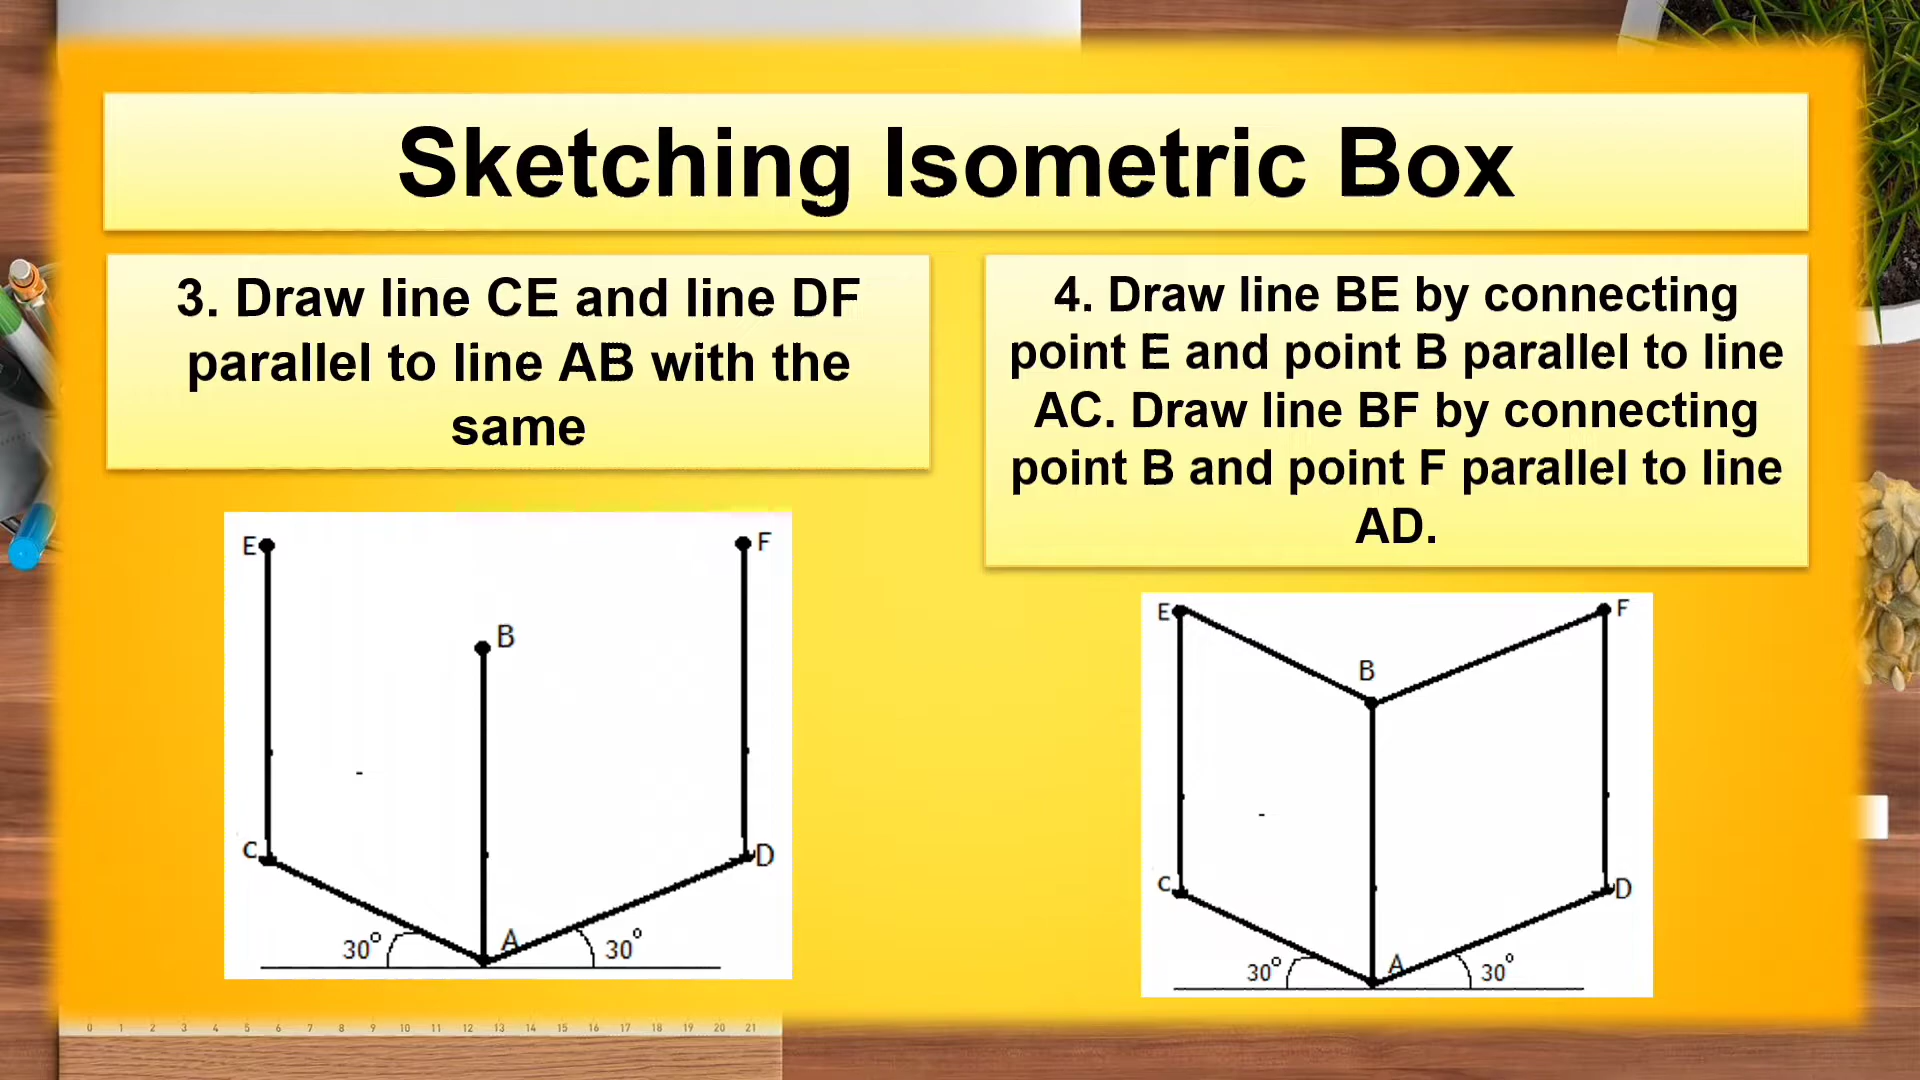 Sketching Isometric Box
3. Draw line CE and line DF
parallel to line AB with the
same
4. Draw line BE by connecting
point E and point B parallel to line
AC. Draw line BF by connecting
point B and point F parallel to line
AD.
E
F
B
C
D
A
30°
30°
E
F
B
C
D
A
30°
30°
0 1 2 3 4 5 6 7 8 9 10 11 12 13 14 15 16 17 18 19 20 21